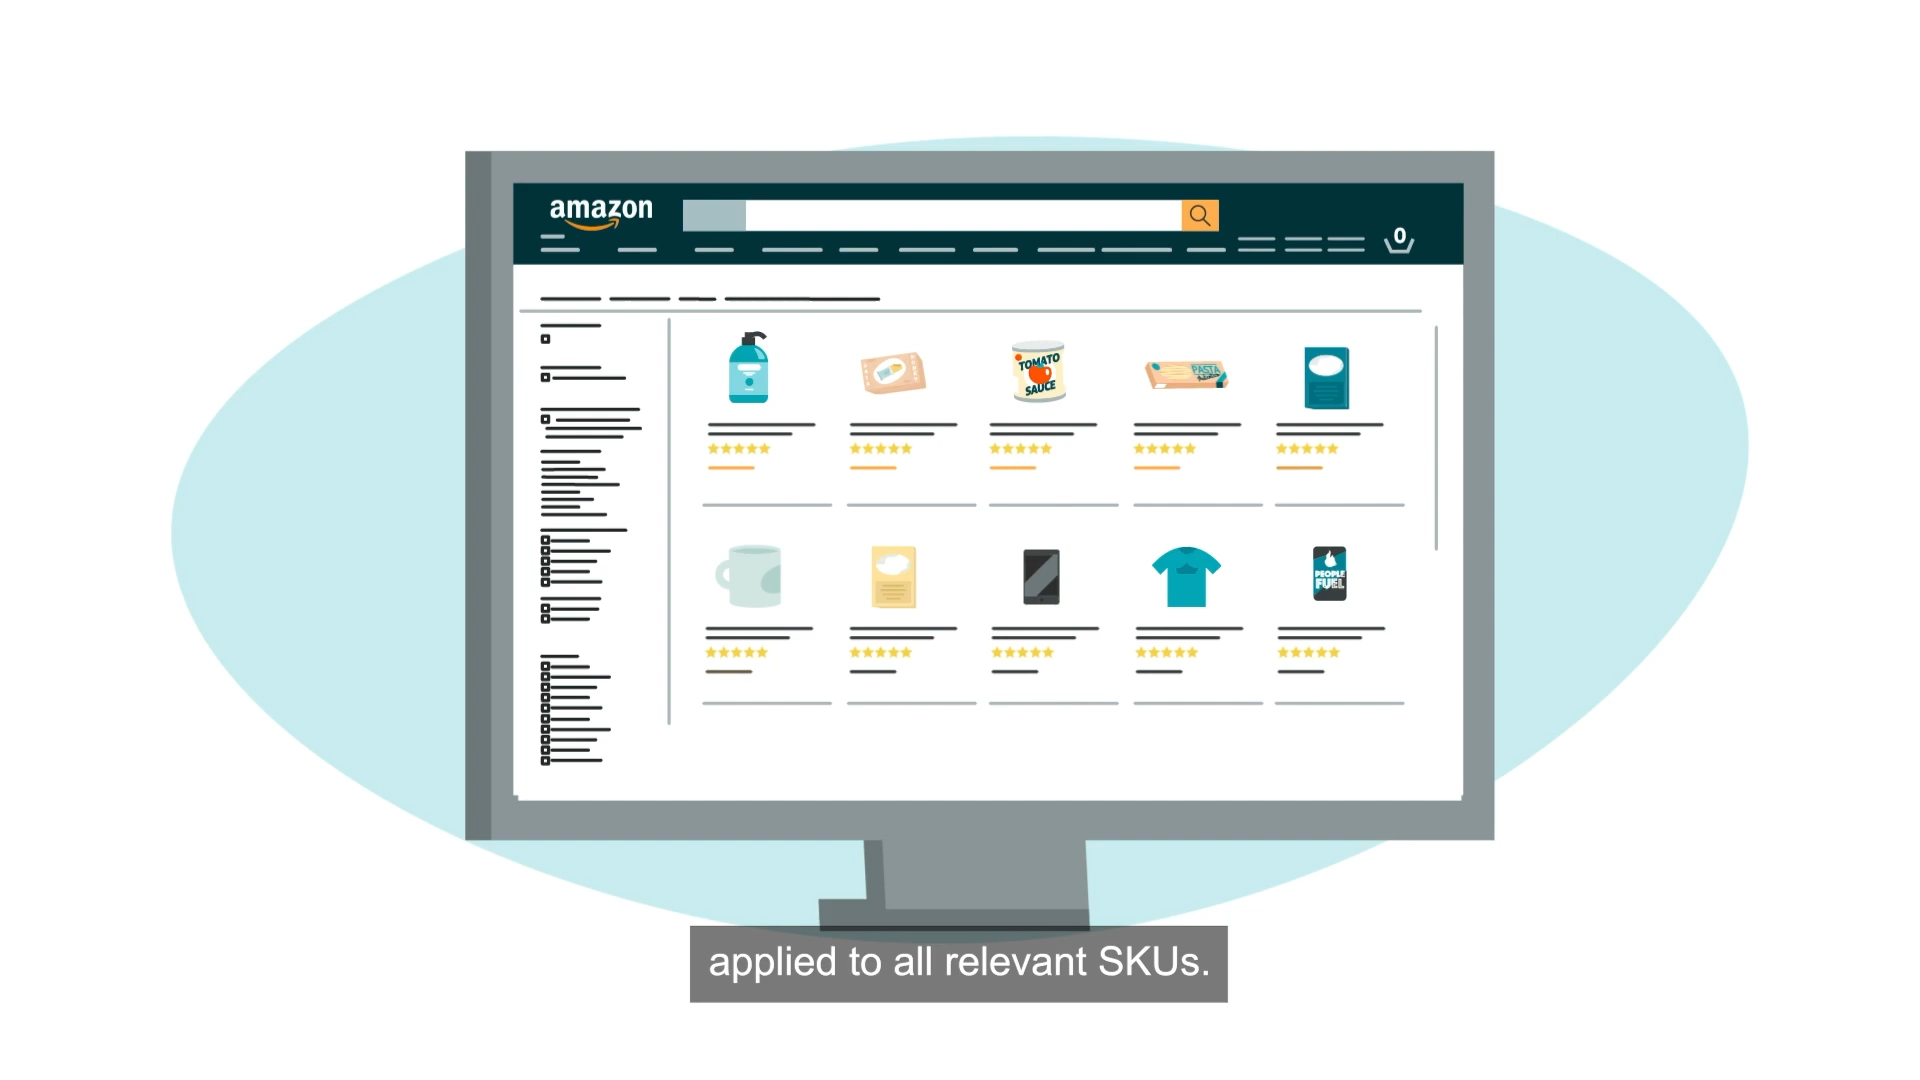 amazon
0
TOMATO
SAUCE
PASTA
PEOPLE
FUEL
applied to all relevant SKUs.